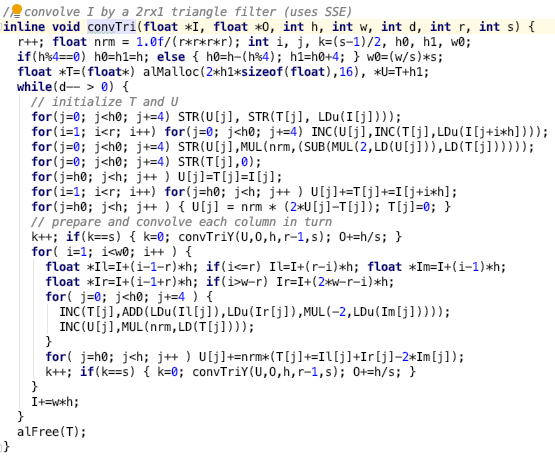 // convolve I by a 2rx1 triangle filter (uses SSE)
inline void convTri(float *I, float *O, int h, int w, int d, int r, int s) {
r++; float nrm = 1.0f/(r*r*r*r); int i, j, k=(s-1)/2, h0, h1, w0;
if(h%4==0) h0=h1=h; else { h0=h-(h%4); h1=h0+4; } w0=(w/s)*s;
float *T=(float*) alMalloc(2*h1*sizeof(float),16), *U=T+h1;
while(d-- > 0) {
// initialize T and U
for(j=0; j<h0; j+=4) STR(U[j], STR(T[j], LDu(I[j])));
for(i=1; i<r; i++) for(j=0; j<h0; j+=4) INC(U[j],INC(T[j],LDu(I[j+i*h])));
for(j=0; j<h0; j+=4) STR(U[j],MUL(nrm,(SUB(MUL(2,LD(U[j])),LD(T[j])))));
for(j=0; j<h0; j+=4) STR(T[j],0);
for(j=h0; j<h; j++ ) U[j]=T[j]=I[j];
for(i=1; i<r; i++) for(j=h0; j<h; j++ ) U[j]+=T[j]+=I[j+i*h];
for(j=h0; j<h; j++ ) { U[j] = nrm * (2*U[j]-T[j]); T[j]=0; }
// prepare and convolve each column in turn
k++; if(k==s) { k=0; convTriY(U,O,h,r-1,s); O+=h/s; }
for( i=1; i<w0; i++ ) {
float *Il=I+(i-1-r)*h; if(i<=r) Il=I+(r-i)*h; float *Im=I+(i-1)*h;
float *Ir=I+(i-1+r)*h; if(i>w-r) Ir=I+(2*w-r-i)*h;
for( j=0; j<h0; j+=4 ) {
INC(T[j],ADD(LDu(Il[j]),LDu(Ir[j]),MUL(-2,LDu(Im[j]))));
INC(U[j],MUL(nrm,LD(T[j])));
}
for( j=h0; j<h; j++ ) U[j]+=nrm*(T[j]+=Il[j]+Ir[j]-2*Im[j]);
k++; if(k==s) { k=0; convTriY(U,O,h,r-1,s); O+=h/s; }
}
I+=w*h;
}
alFree(T);
}